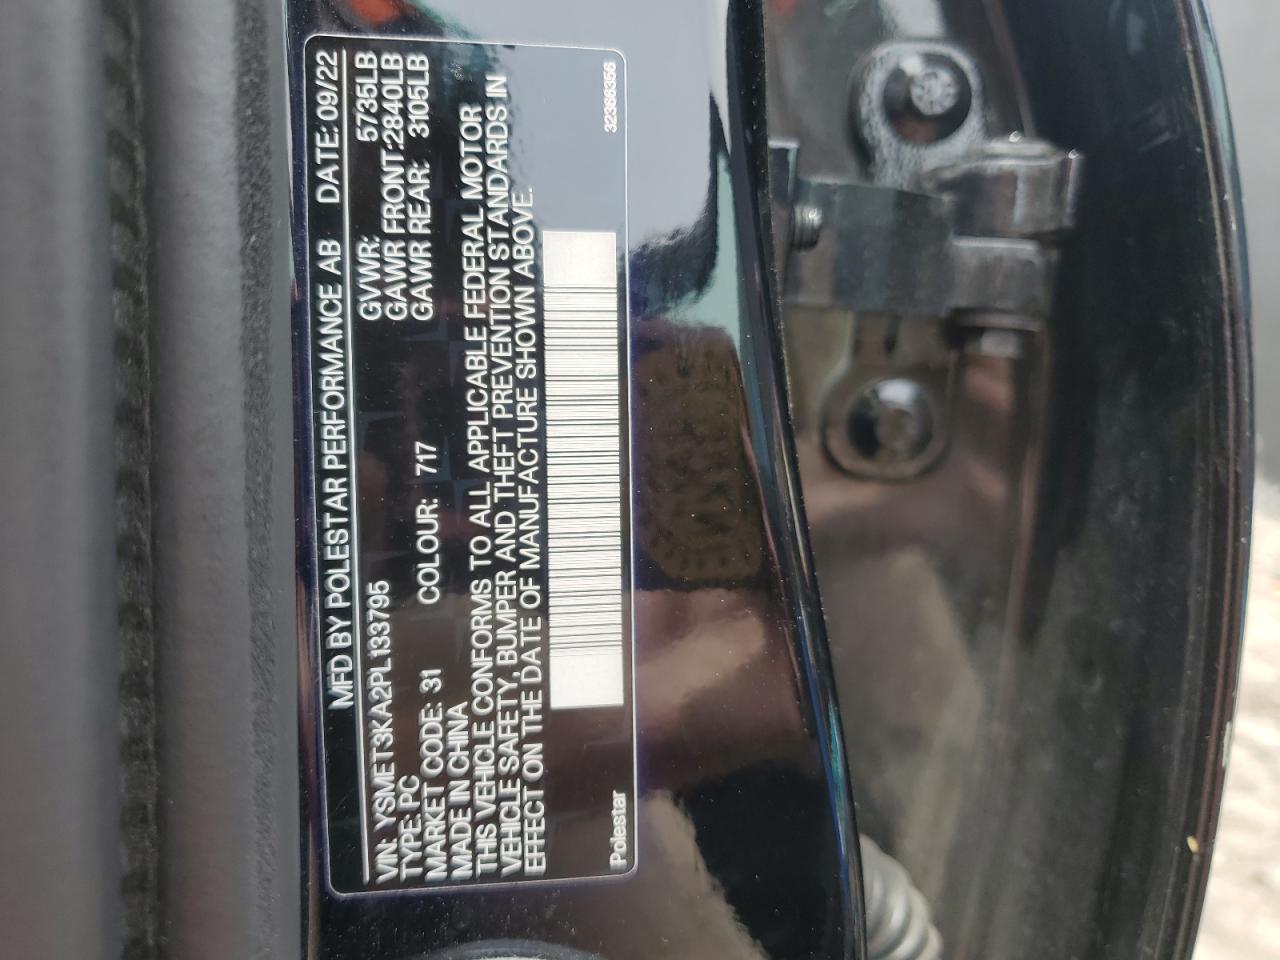 MFD BY POLESTAR PERFORMANCE AB DATE: 09/22
VIN: YSMET3KA2PL133795 GVWR: 5735LB
TYPE: PC GAWR FRONT: 2840LB
MARKET CODE: 31 COLOUR: 717 GAWR REAR: 3105LB
MADE IN CHINA
THIS VEHICLE CONFORMS TO ALL APPLICABLE FEDERAL MOTOR
VEHICLE SAFETY, BUMPER AND THEFT PREVENTION STANDARDS IN
EFFECT ON THE DATE OF MANUFACTURE SHOWN ABOVE.
Polestar 32366356